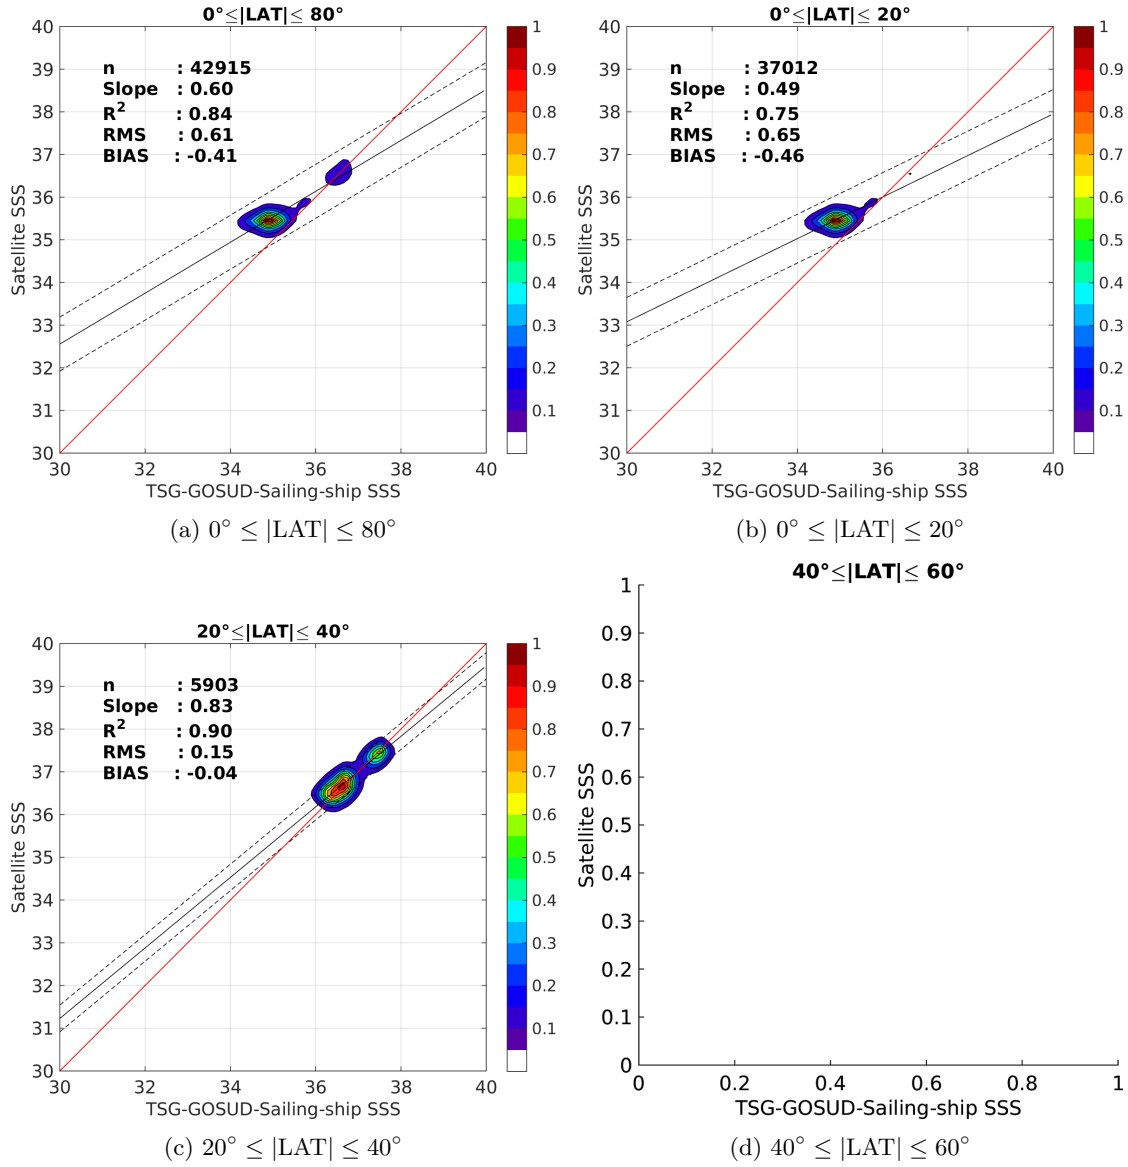 0°≤|LAT|≤ 80°
40
39
38
37
36
35
34
33
32
31
30
n : 42915
Slope : 0.60
R2 : 0.84
RMS : 0.61
BIAS : -0.41
Satellite SSS
30 32 34 36 38 40
TSG-GOSUD-Sailing-ship SSS
1
0.9
0.8
0.7
0.6
0.5
0.4
0.3
0.2
0.1
(a) 0° ≤ |LAT| ≤ 80°
0°≤|LAT|≤ 20°
40
39
38
37
36
35
34
33
32
31
30
n : 37012
Slope : 0.49
R2 : 0.75
RMS : 0.65
BIAS : -0.46
Satellite SSS
30 32 34 36 38 40
TSG-GOSUD-Sailing-ship SSS
1
0.9
0.8
0.7
0.6
0.5
0.4
0.3
0.2
0.1
(b) 0° ≤ |LAT| ≤ 20°
20°≤|LAT|≤ 40°
40
39
38
37
36
35
34
33
32
31
30
n : 5903
Slope : 0.83
R2 : 0.90
RMS : 0.15
BIAS : -0.04
Satellite SSS
30 32 34 36 38 40
TSG-GOSUD-Sailing-ship SSS
1
0.9
0.8
0.7
0.6
0.5
0.4
0.3
0.2
0.1
(c) 20° ≤ |LAT| ≤ 40°
40°≤|LAT|≤ 60°
1
0.9
0.8
0.7
0.6
0.5
0.4
0.3
0.2
0.1
0
Satellite SSS
0 0.2 0.4 0.6 0.8 1
TSG-GOSUD-Sailing-ship SSS
(d) 40° ≤ |LAT| ≤ 60°